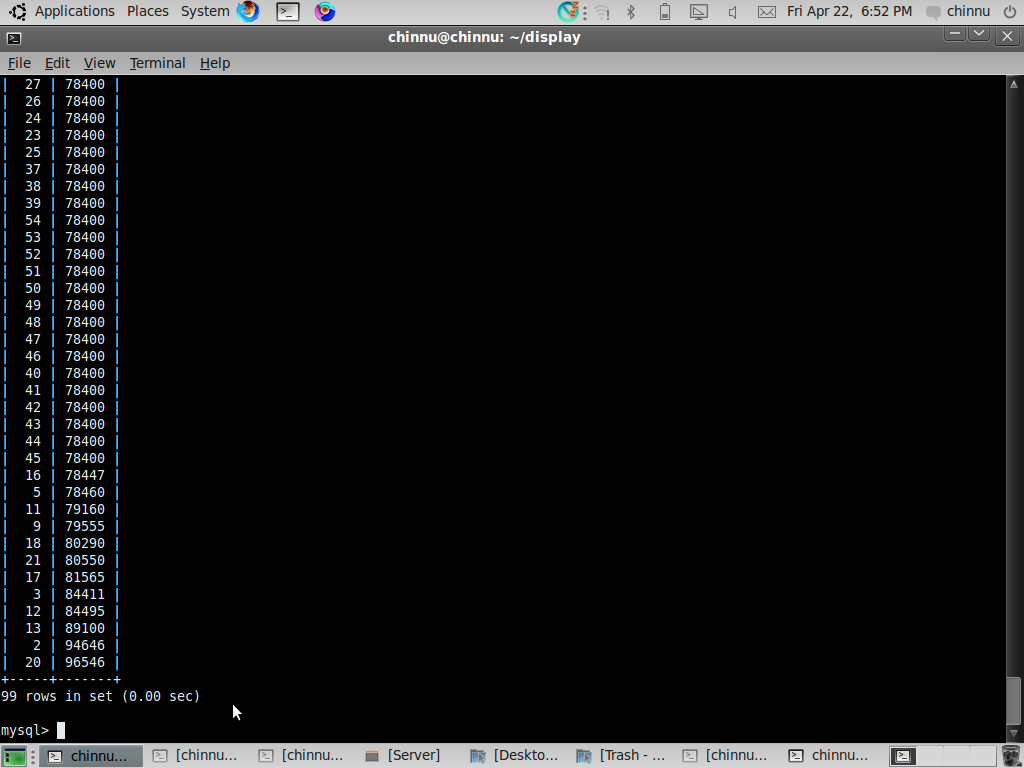 Applications Places System Fri Apr 22, 6:52 PM chinnu
chinnu@chinnu: ~/display
File Edit View Terminal Help
| 27 | 78400 |
| 26 | 78400 |
| 24 | 78400 |
| 23 | 78400 |
| 25 | 78400 |
| 37 | 78400 |
| 38 | 78400 |
| 39 | 78400 |
| 54 | 78400 |
| 53 | 78400 |
| 52 | 78400 |
| 51 | 78400 |
| 50 | 78400 |
| 49 | 78400 |
| 48 | 78400 |
| 47 | 78400 |
| 46 | 78400 |
| 40 | 78400 |
| 41 | 78400 |
| 42 | 78400 |
| 43 | 78400 |
| 44 | 78400 |
| 45 | 78400 |
| 16 | 78447 |
| 5 | 78460 |
| 11 | 79160 |
| 9 | 79555 |
| 18 | 80290 |
| 21 | 80550 |
| 17 | 81565 |
| 3 | 84411 |
| 12 | 84495 |
| 13 | 89100 |
| 2 | 94646 |
| 20 | 96546 |
+-----+-------+
99 rows in set (0.00 sec)
mysql>
chinnu... [chinnu... [chinnu... [Server] [Deskto... [Trash - ... [chinnu... chinnu...